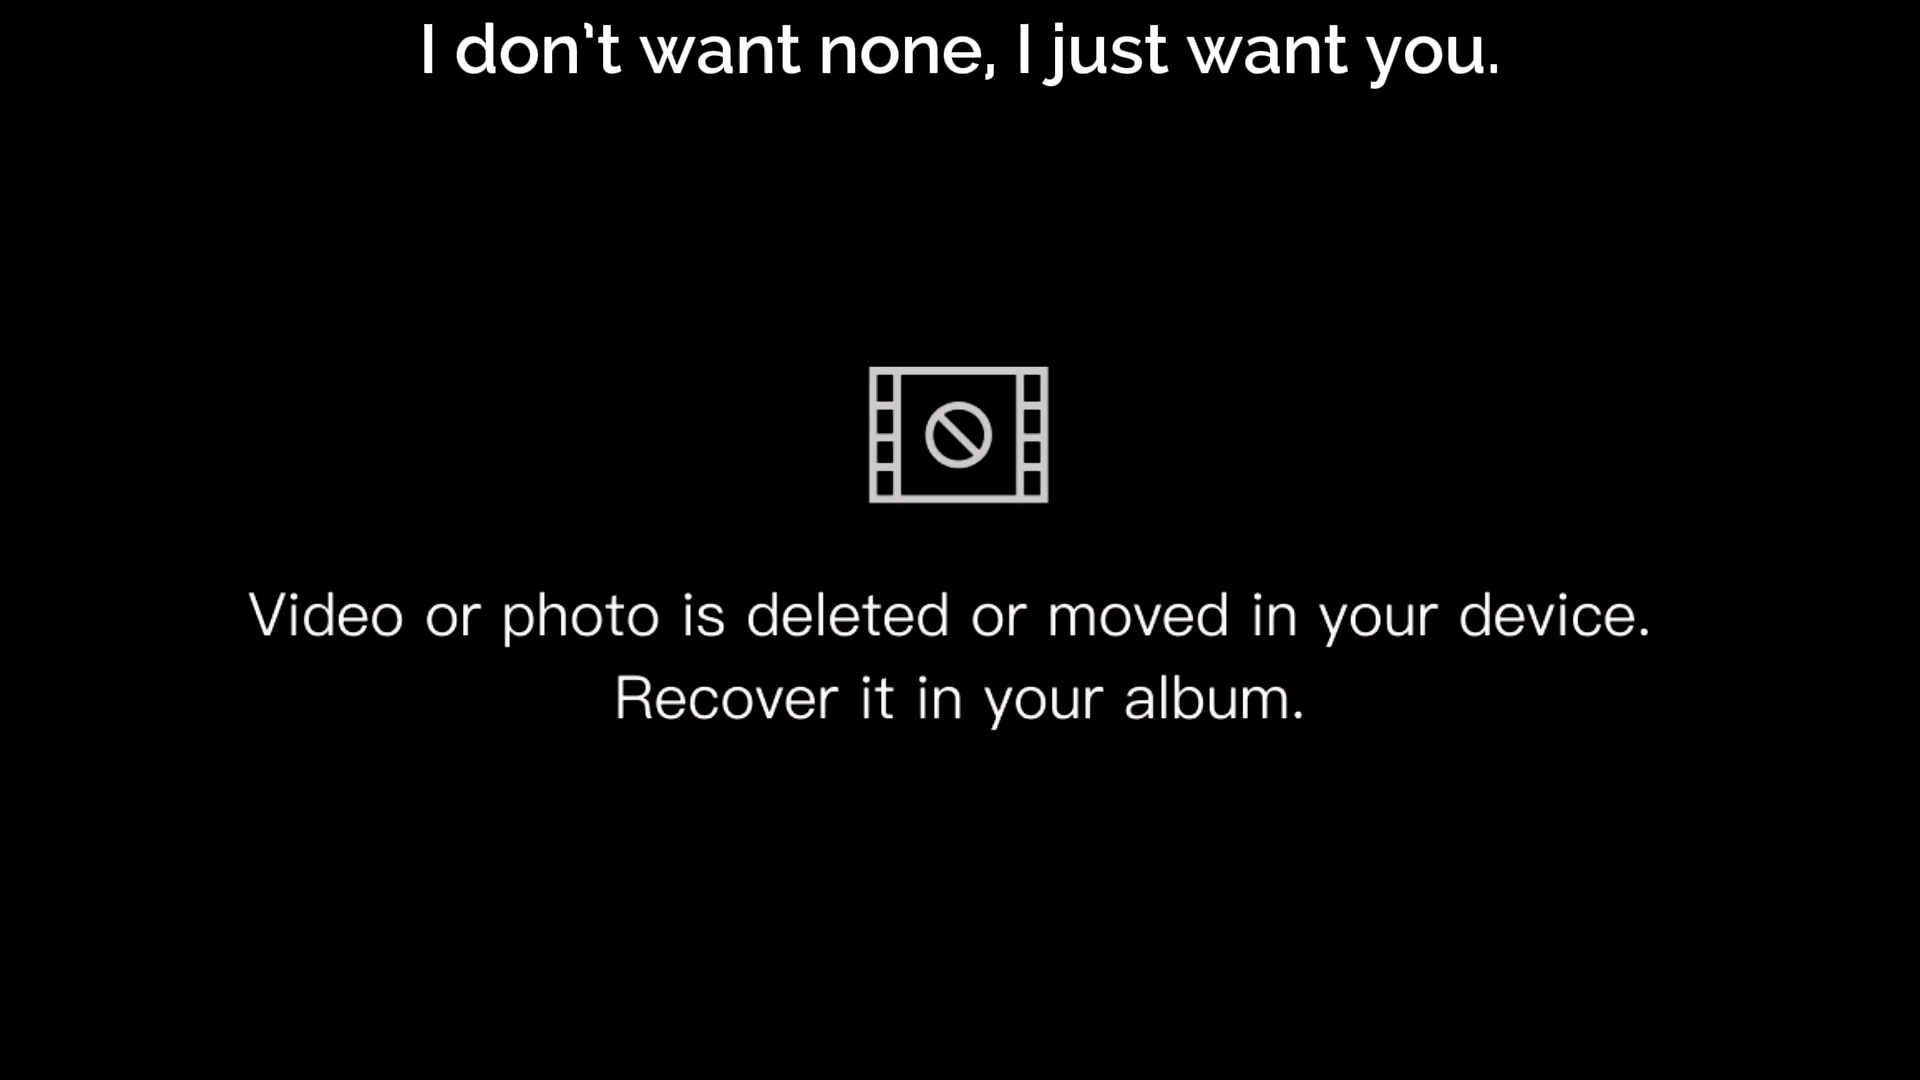 I don't want none, I just want you.
Video or photo is deleted or moved in your device.
Recover it in your album.